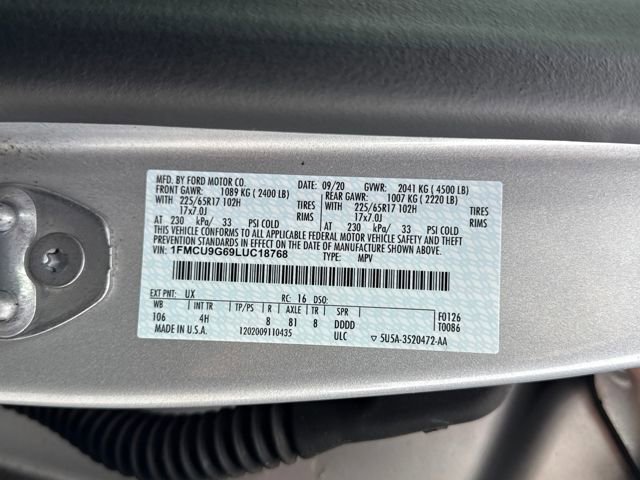 MFD. BY FORD MOTOR CO. 09/20 GVWR: 2041 KG ( 4500 LB)
FRONT GAWR: 1089 KG ( 2400 LB) REAR GAWR: 1007 KG ( 2220 LB)
WITH 225/65R17 102H TIRES WITH 225/65R17 102H TIRES
17x7.0J RIMS 17x7.0J RIMS
AT 230 kPa/ 33 PSI COLD AT 230 kPa/ 33 PSI COLD
THIS VEHICLE CONFORMS TO ALL APPLICABLE FEDERAL MOTOR VEHICLE SAFETY AND THEFT
PREVENTION STANDARDS IN EFFECT ON THE DATE OF MANUFACTURE SHOWN ABOVE.
VIN: 1FMCU9G69LUC18768 TYPE: MPV
EXT PNT: UX RC: 16 DSO:
WB INT TR TP/PS R AXLE TR SPR F0126
106 4H 8 81 8 DDDD T0086
MADE IN U.S.A. 120200911043S ULC ▽ 5U5A-3520472-AA